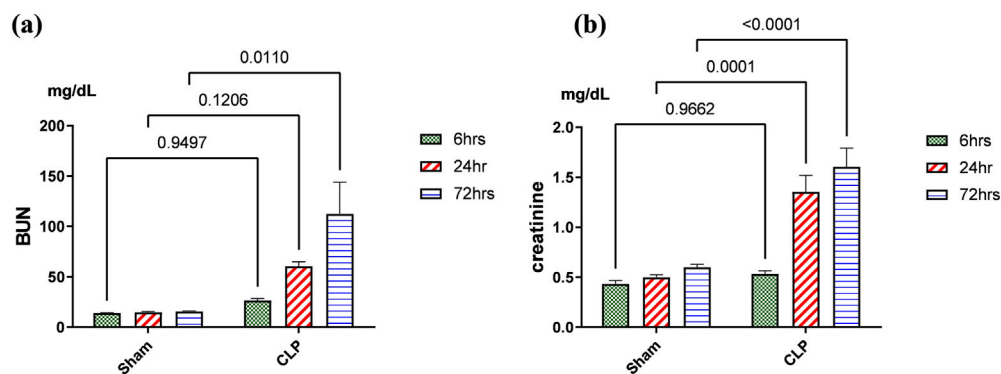 (a)
0.0110
mg/dL
0.1206
0.9497
200
150
100
50
0
BUN
Sham
CLP
6hrs
24hr
72hrs
(b)
<0.0001
0.0001
mg/dL
0.9662
2.0
1.5
1.0
0.5
0.0
creatinine
Sham
CLP
6hrs
24hr
72hrs